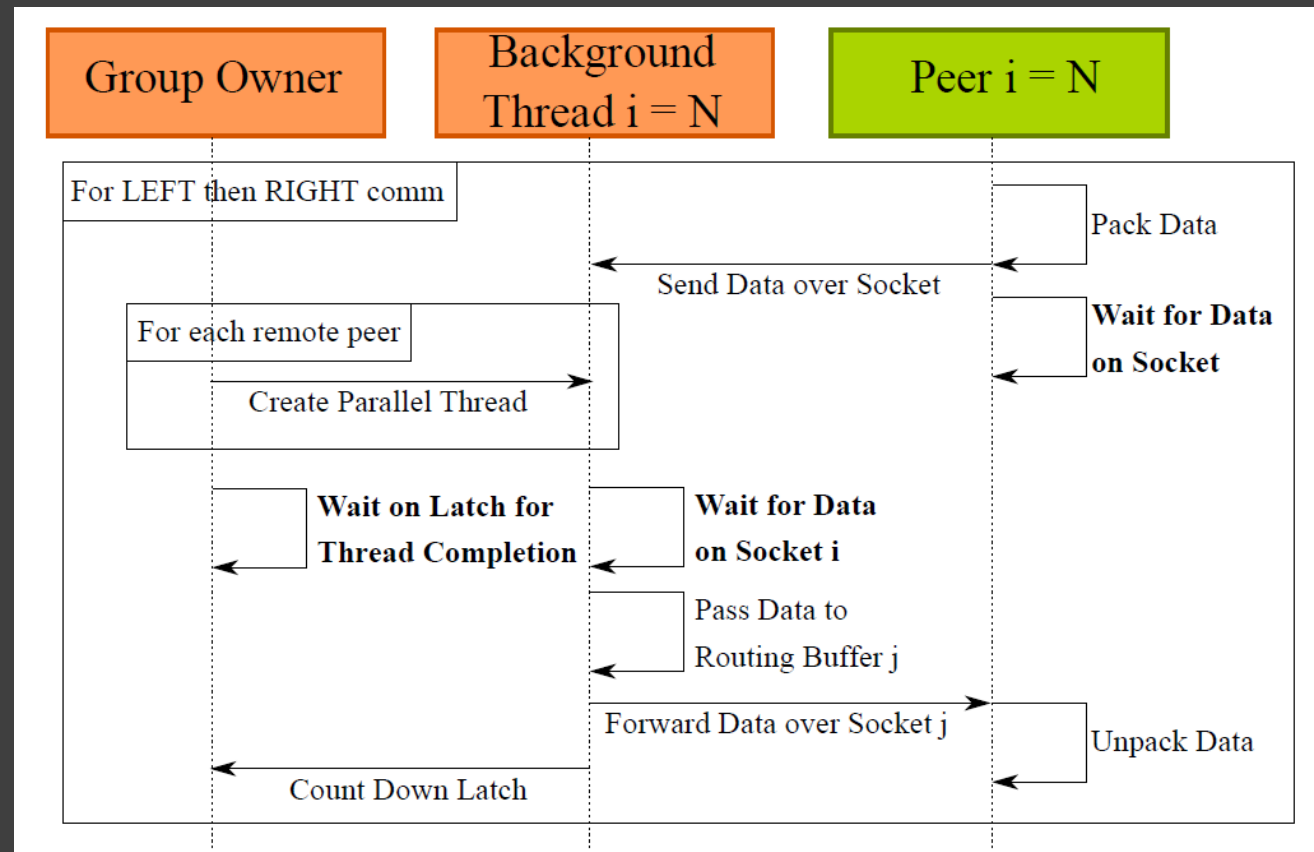 Group Owner
Background
Thread i = N
Peer i = N
For LEFT then RIGHT comm
Pack Data
Send Data over Socket
Wait for Data
on Socket
For each remote peer
Create Parallel Thread
Wait on Latch for
Thread Completion
Wait for Data
on Socket i
Pass Data to
Routing Buffer j
Forward Data over Socket j
Unpack Data
Count Down Latch